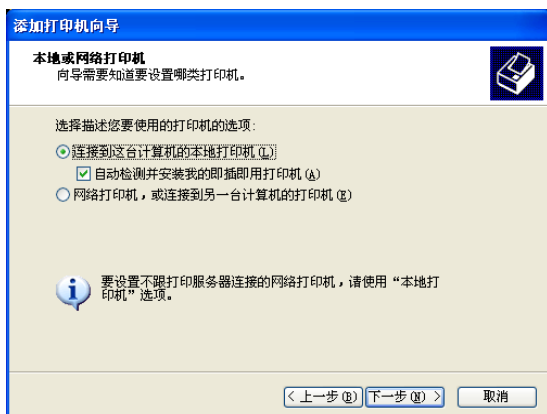 添加打印机向导
本地或网络打印机
向导需要知道要设置哪类打印机。
选择描述您要使用的打印机的选项:
连接到这台计算机的本地打印机(L)
自动检测并安装我的即插即用打印机(A)
网络打印机，或连接到另一台计算机的打印机(E)
要设置不跟打印服务器连接的网络打印机，请使用“本地打
印机”选项。
< 上一步(B) 下一步(N) > 取消